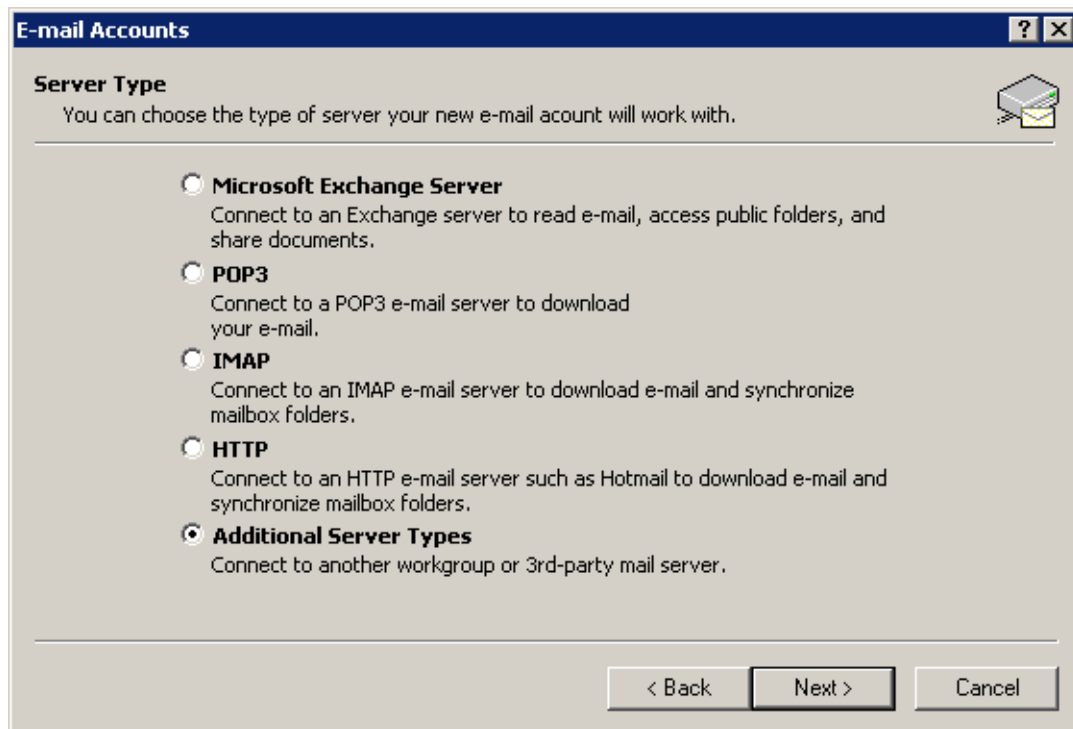 E-mail Accounts
Server Type
You can choose the type of server your new e-mail acount will work with.
Microsoft Exchange Server
Connect to an Exchange server to read e-mail, access public folders, and
share documents.
POP3
Connect to a POP3 e-mail server to download
your e-mail.
IMAP
Connect to an IMAP e-mail server to download e-mail and synchronize
mailbox folders.
HTTP
Connect to an HTTP e-mail server such as Hotmail to download e-mail and
synchronize mailbox folders.
Additional Server Types
Connect to another workgroup or 3rd-party mail server.
< Back Next > Cancel